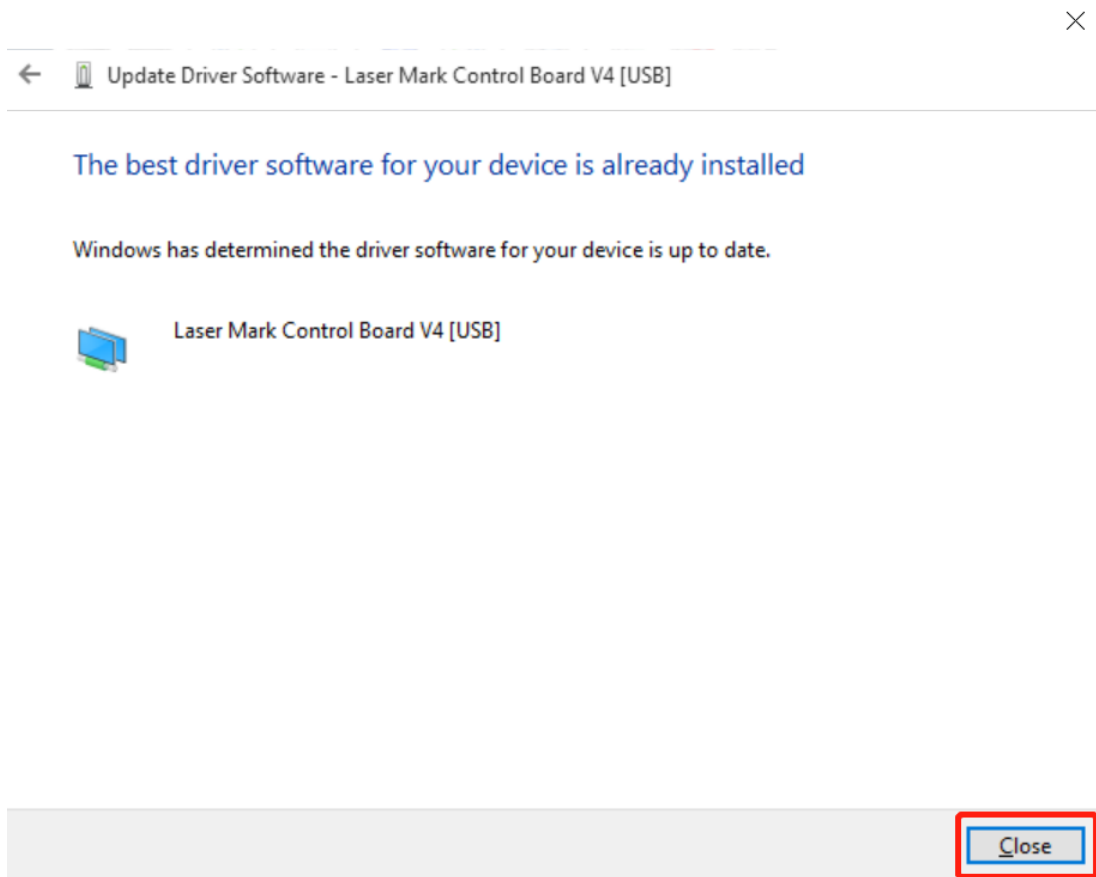 Update Driver Software - Laser Mark Control Board V4 [USB]
The best driver software for your device is already installed
Windows has determined the driver software for your device is up to date.
Laser Mark Control Board V4 [USB]
Close